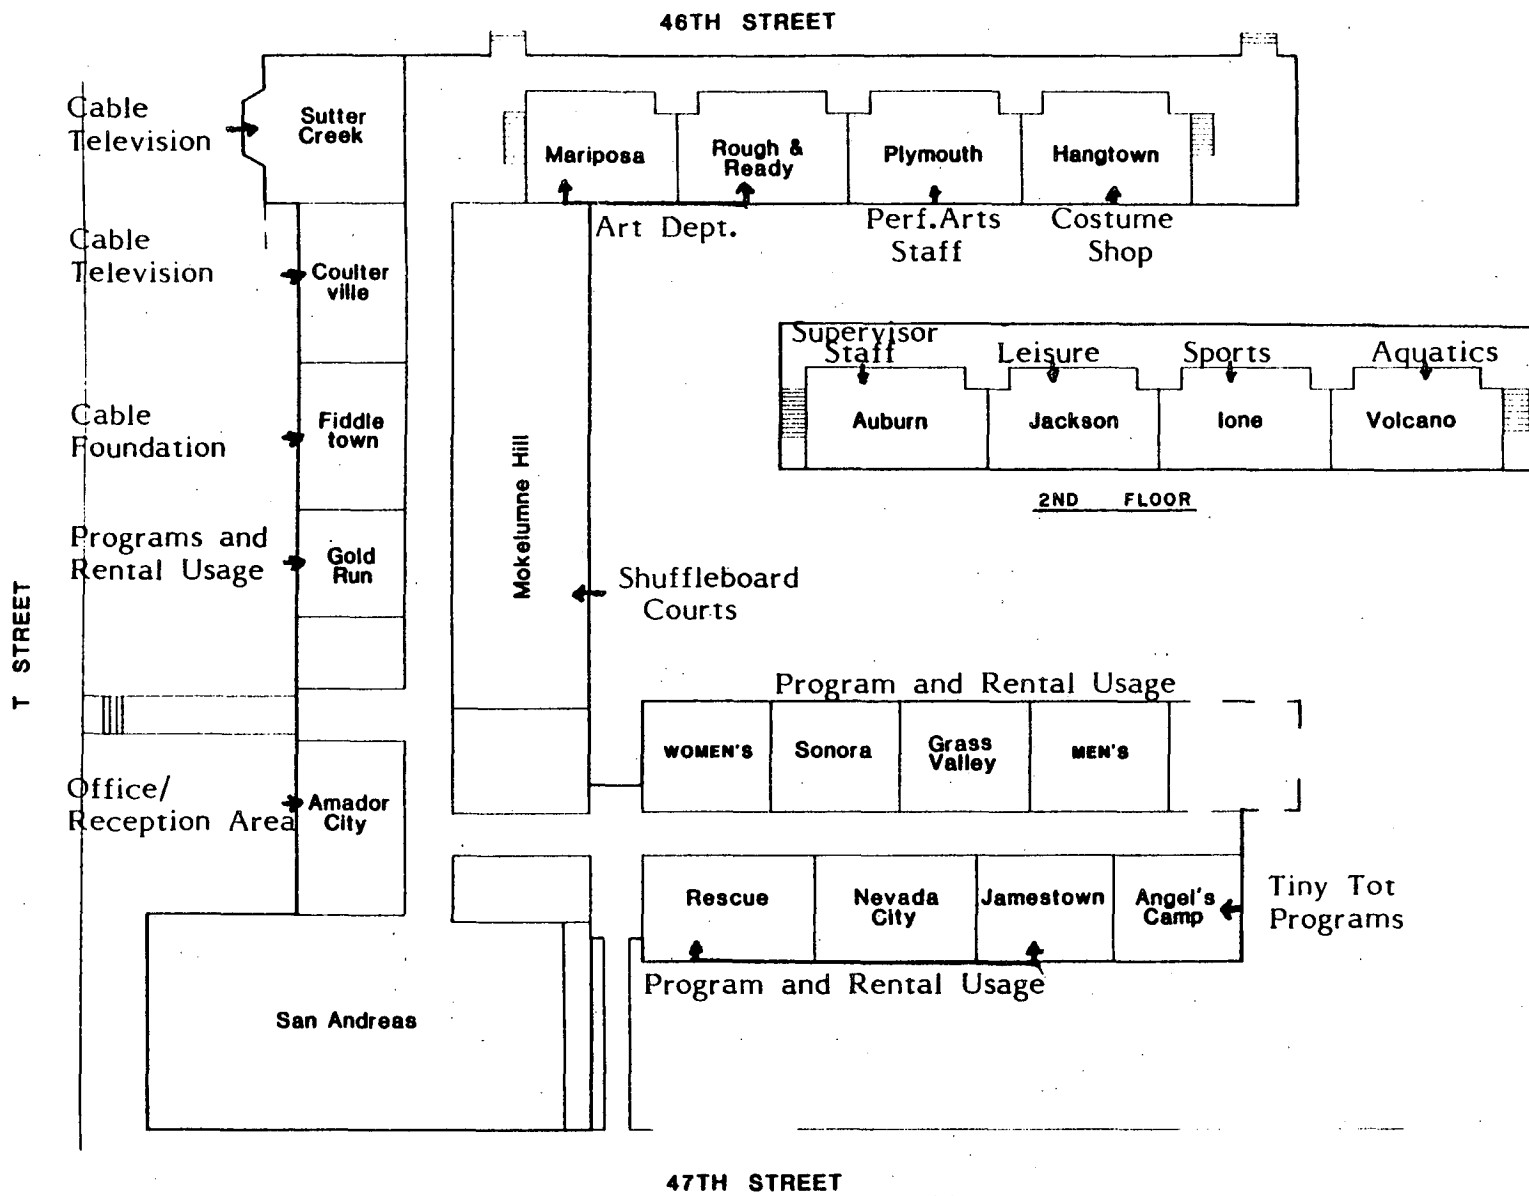 46TH STREET
Cable
Television
Sutter
Creek
Mariposa
Rough &
Ready
Plymouth
Hangtown
Art Dept.
Perf.Arts
Staff
Costume
Shop
Cable
Television
Coulter
ville
Supervisor
Staff
Leisure
Sports
Aquatics
Auburn
Jackson
Ione
Volcano
2ND FLOOR
Cable
Foundation
Fiddle
town
Mokelumne Hill
Programs and
Rental Usage
Gold
Run
Shuffleboard
Courts
T STREET
Program and Rental Usage
WOMEN'S
Sonora
Grass
Valley
MEN'S
Office/
Reception Area
Amador
City
Rescue
Nevada
City
Jamestown
Angel's
Camp
Tiny Tot
Programs
Program and Rental Usage
San Andreas
47TH STREET